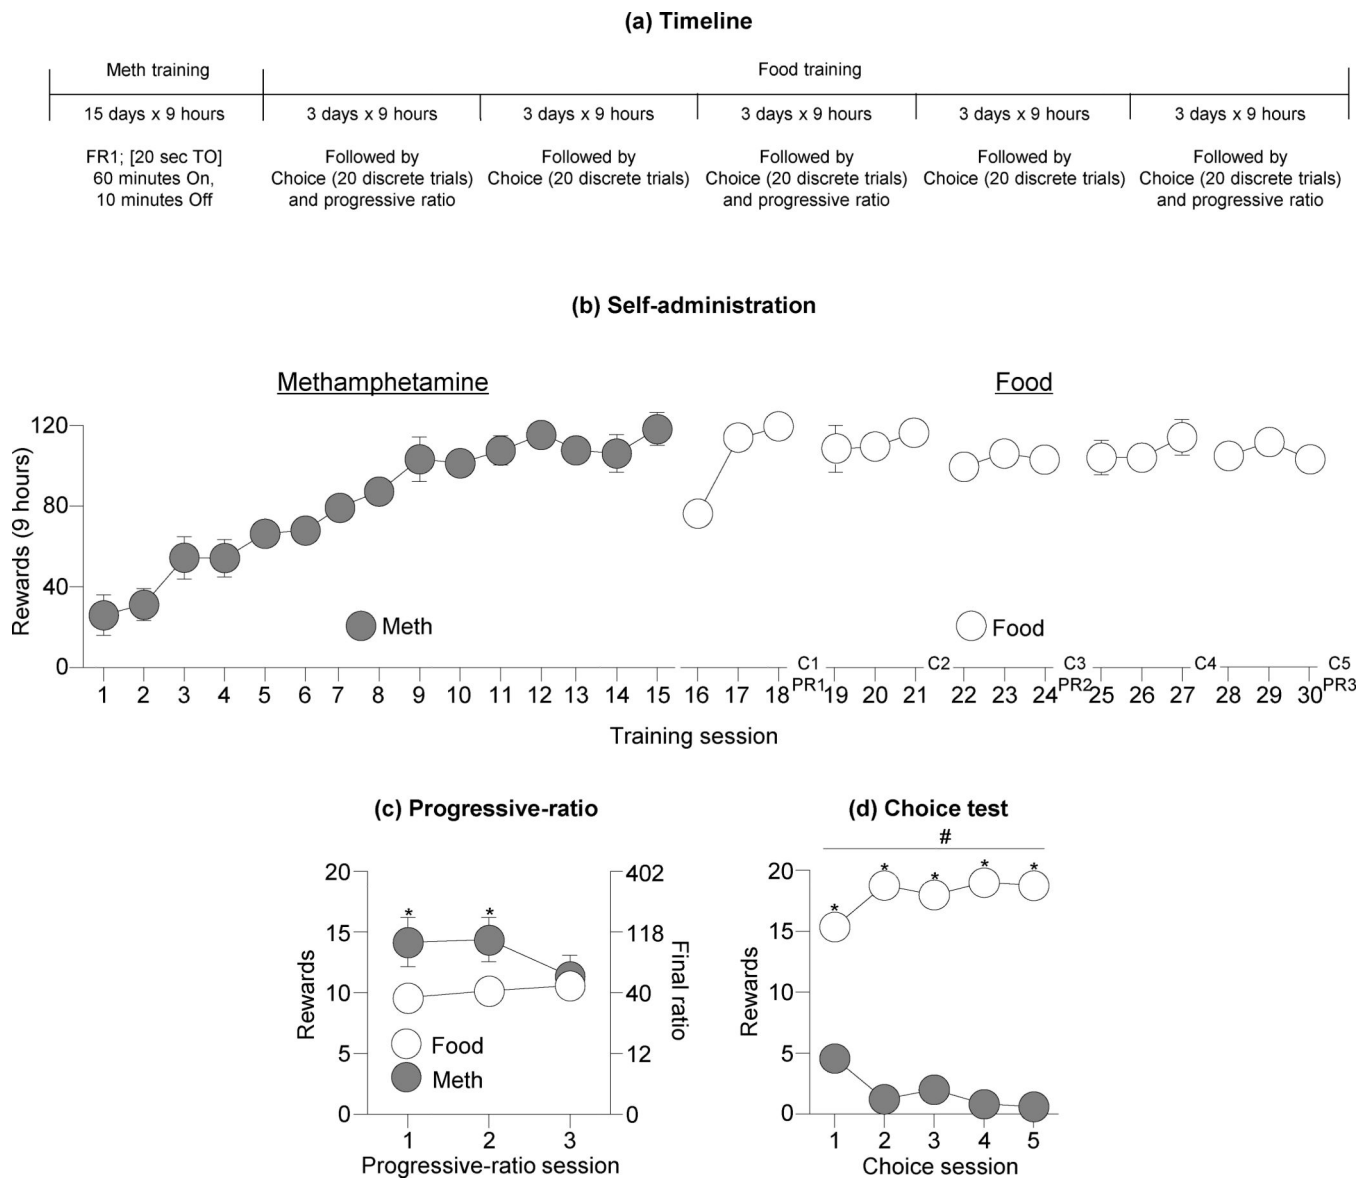 (a) Timeline
Meth training
Food training
15 days x 9 hours
3 days x 9 hours
3 days x 9 hours
3 days x 9 hours
3 days x 9 hours
3 days x 9 hours
FR1; [20 sec TO]
60 minutes On,
10 minutes Off
Followed by
Choice (20 discrete trials)
and progressive ratio
Followed by
Choice (20 discrete trials)
Followed by
Choice (20 discrete trials)
and progressive ratio
Followed by
Choice (20 discrete trials)
Followed by
Choice (20 discrete trials)
and progressive ratio
(b) Self-administration
Methamphetamine
Food
Rewards (9 hours)
120
80
40
0
Meth
Food
1 2 3 4 5 6 7 8 9 10 11 12 13 14 15 16 17 18 19 20 21 22 23 24 25 26 27 28 29 30
C1
PR1
C2
C3
PR2
C4
C5
PR3
Training session
(c) Progressive-ratio
Rewards
20
15
10
5
0
* *
Food
Meth
402
118
40
12
0
Final ratio
1 2 3
Progressive-ratio session
(d) Choice test
#
* * * * *
Rewards
20
15
10
5
0
1 2 3 4 5
Choice session